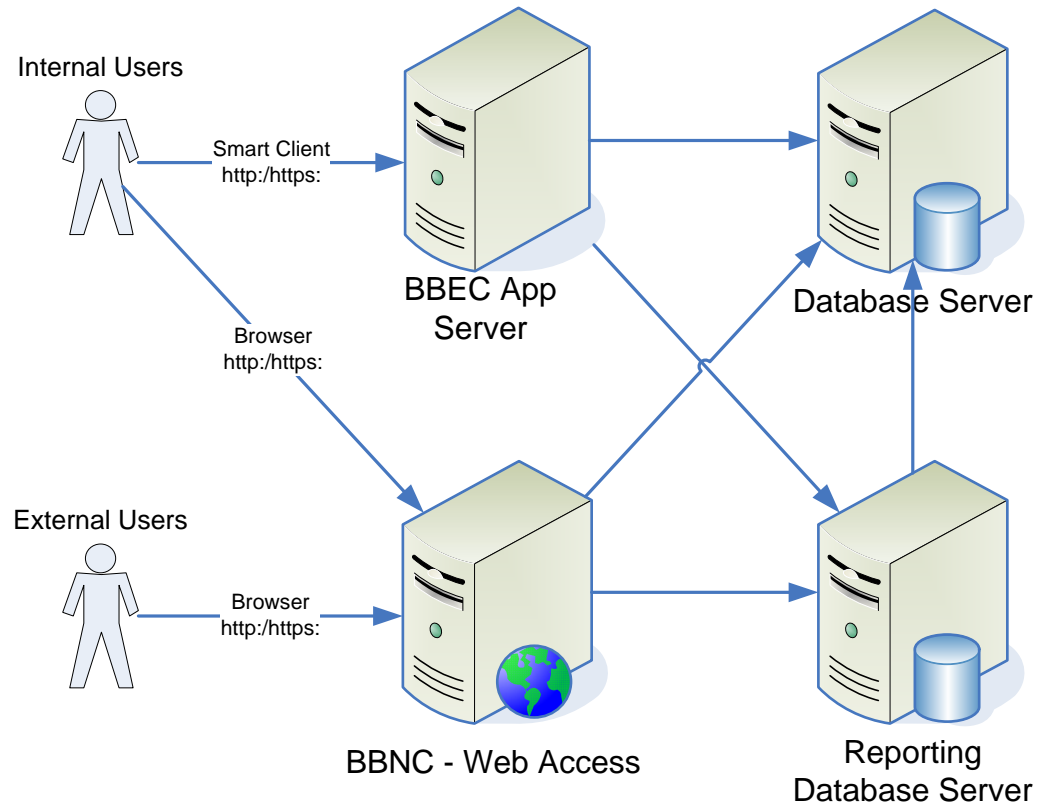 Internal Users
Smart Client
http:/https:
BBEC App
Server
Database Server
Browser
http:/https:
External Users
Browser
http:/https:
BBNC - Web Access
Reporting
Database Server